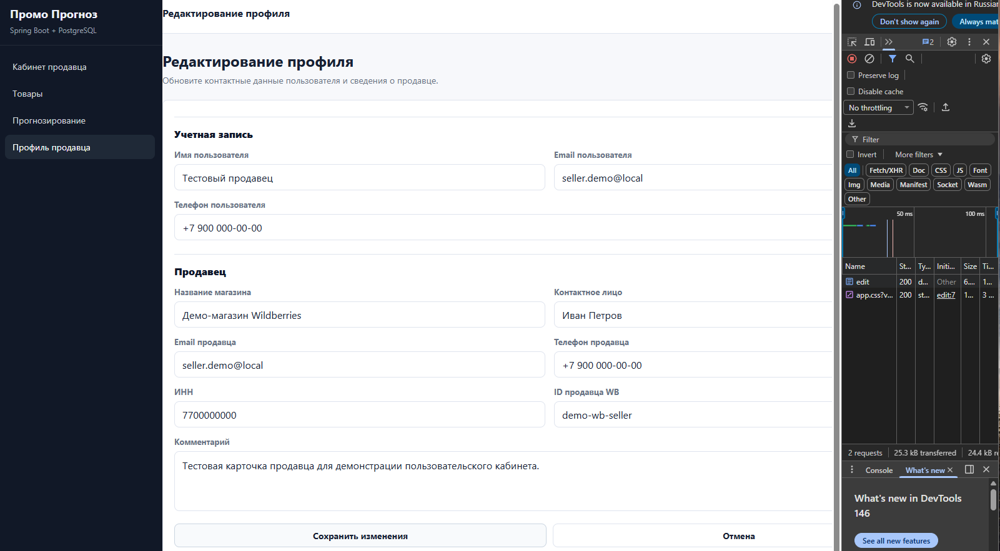 Промо Прогноз
Spring Boot + PostgreSQL
Кабинет продавца
Товары
Прогнозирование
Профиль продавца
Редактирование профиля
Редактирование профиля
Обновите контактные данные пользователя и сведения о продавце.
Учетная запись
Имя пользователя
Email пользователя
Тестовый продавец
seller.demo@local
Телефон пользователя
+7 900 000-00-00
Продавец
Название магазина
Контактное лицо
Демо-магазин Wildberries
Иван Петров
Email продавца
Телефон продавца
seller.demo@local
+7 900 000-00-00
ИНН
ID продавца WB
7700000000
demo-wb-seller
Комментарий
Тестовая карточка продавца для демонстрации пользовательского кабинета.
Сохранить изменения
Отмена
DevTools is now available in Russian
Don't show again
Always mat
2
Preserve log
Disable cache
No throttling
Filter
Invert
More filters
All
Fetch/XHR
Doc
CSS
JS
Font
Img
Media
Manifest
Socket
Wasm
Other
50 ms
100 ms
Name St... Ty... Initi... Size Ti...
edit 200 d... Other 6.... 1...
app.css?v... 200 st... edit:7 1... 3 ...
2 requests
25.3 kB transferred
24.4 kB re
Console
What's new
What's new in DevTools
146
See all new features